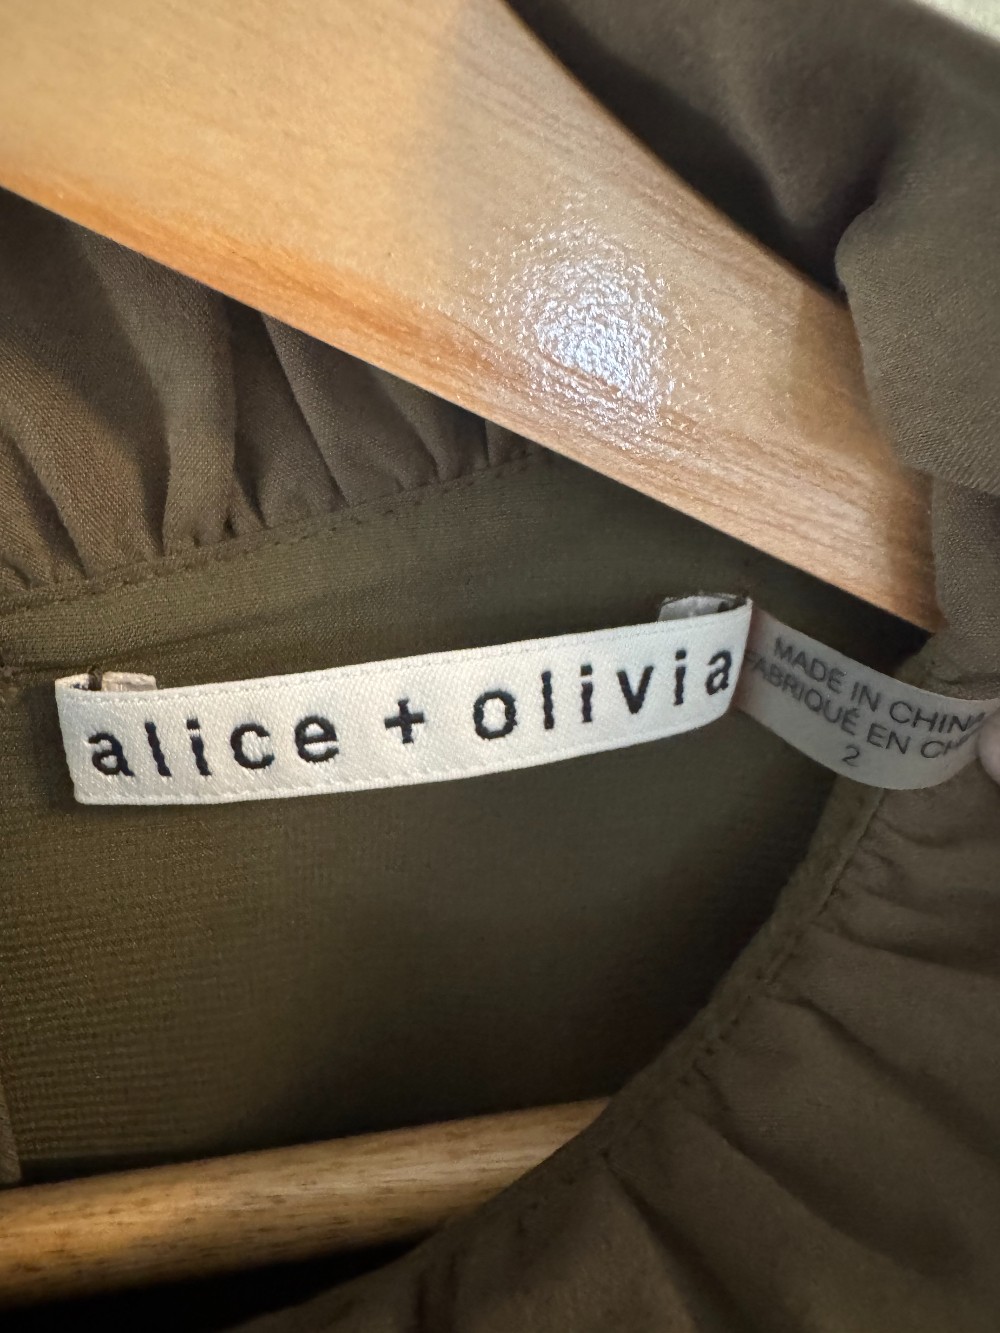 alice + olivia
MADE IN CHINA
FABRIQUÉ EN
2